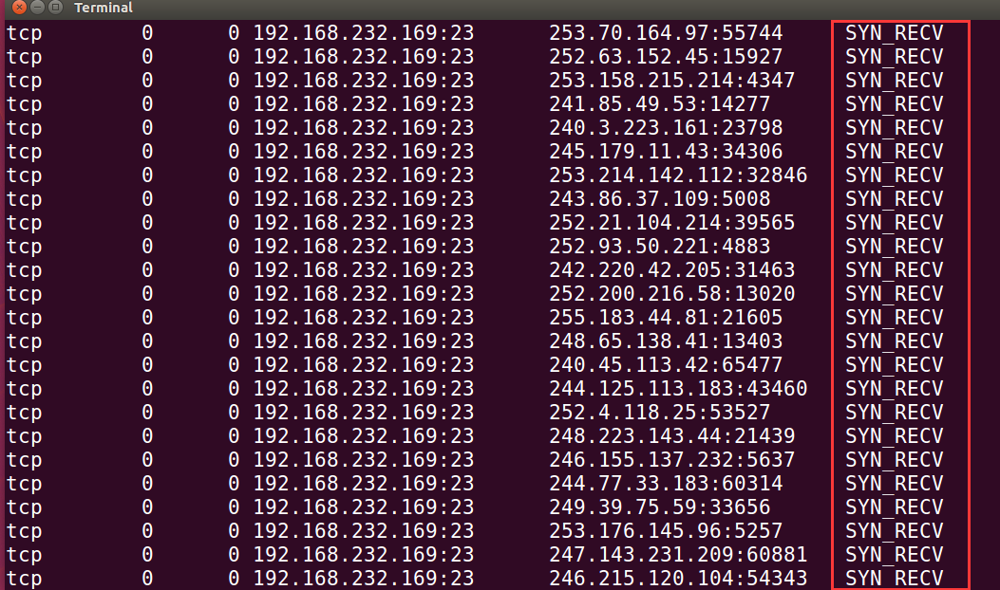 Terminal
tcp 0 0 192.168.232.169:23 253.70.164.97:55744 SYN_RECV
tcp 0 0 192.168.232.169:23 252.63.152.45:15927 SYN_RECV
tcp 0 0 192.168.232.169:23 253.158.215.214:4347 SYN_RECV
tcp 0 0 192.168.232.169:23 241.85.49.53:14277 SYN_RECV
tcp 0 0 192.168.232.169:23 240.3.223.161:23798 SYN_RECV
tcp 0 0 192.168.232.169:23 245.179.11.43:34306 SYN_RECV
tcp 0 0 192.168.232.169:23 253.214.142.112:32846 SYN_RECV
tcp 0 0 192.168.232.169:23 243.86.37.109:5008 SYN_RECV
tcp 0 0 192.168.232.169:23 252.21.104.214:39565 SYN_RECV
tcp 0 0 192.168.232.169:23 252.93.50.221:4883 SYN_RECV
tcp 0 0 192.168.232.169:23 242.220.42.205:31463 SYN_RECV
tcp 0 0 192.168.232.169:23 252.200.216.58:13020 SYN_RECV
tcp 0 0 192.168.232.169:23 255.183.44.81:21605 SYN_RECV
tcp 0 0 192.168.232.169:23 248.65.138.41:13403 SYN_RECV
tcp 0 0 192.168.232.169:23 240.45.113.42:65477 SYN_RECV
tcp 0 0 192.168.232.169:23 244.125.113.183:43460 SYN_RECV
tcp 0 0 192.168.232.169:23 252.4.118.25:53527 SYN_RECV
tcp 0 0 192.168.232.169:23 248.223.143.44:21439 SYN_RECV
tcp 0 0 192.168.232.169:23 246.155.137.232:5637 SYN_RECV
tcp 0 0 192.168.232.169:23 244.77.33.183:60314 SYN_RECV
tcp 0 0 192.168.232.169:23 249.39.75.59:33656 SYN_RECV
tcp 0 0 192.168.232.169:23 253.176.145.96:5257 SYN_RECV
tcp 0 0 192.168.232.169:23 247.143.231.209:60881 SYN_RECV
tcp 0 0 192.168.232.169:23 246.215.120.104:54343 SYN_RECV